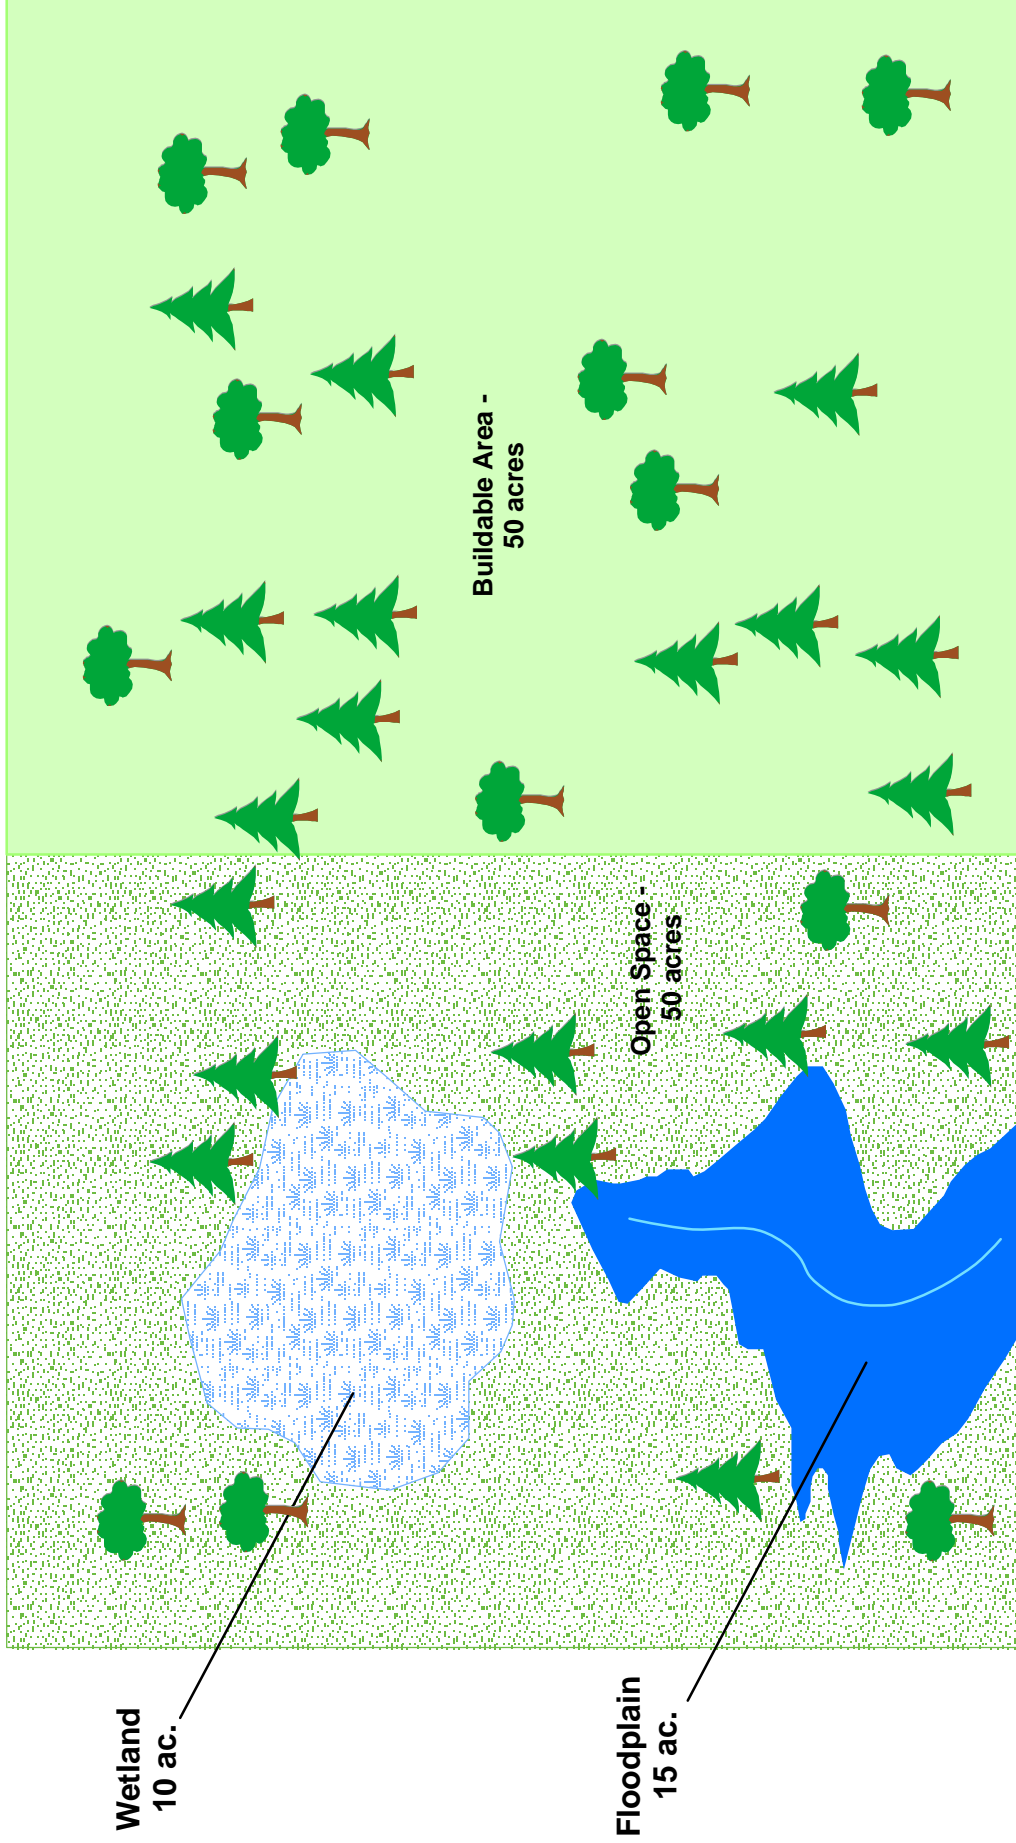 Buildable Area -
50 acres
Open Space -
50 acres
Wetland
10 ac.
Floodplain
15 ac.